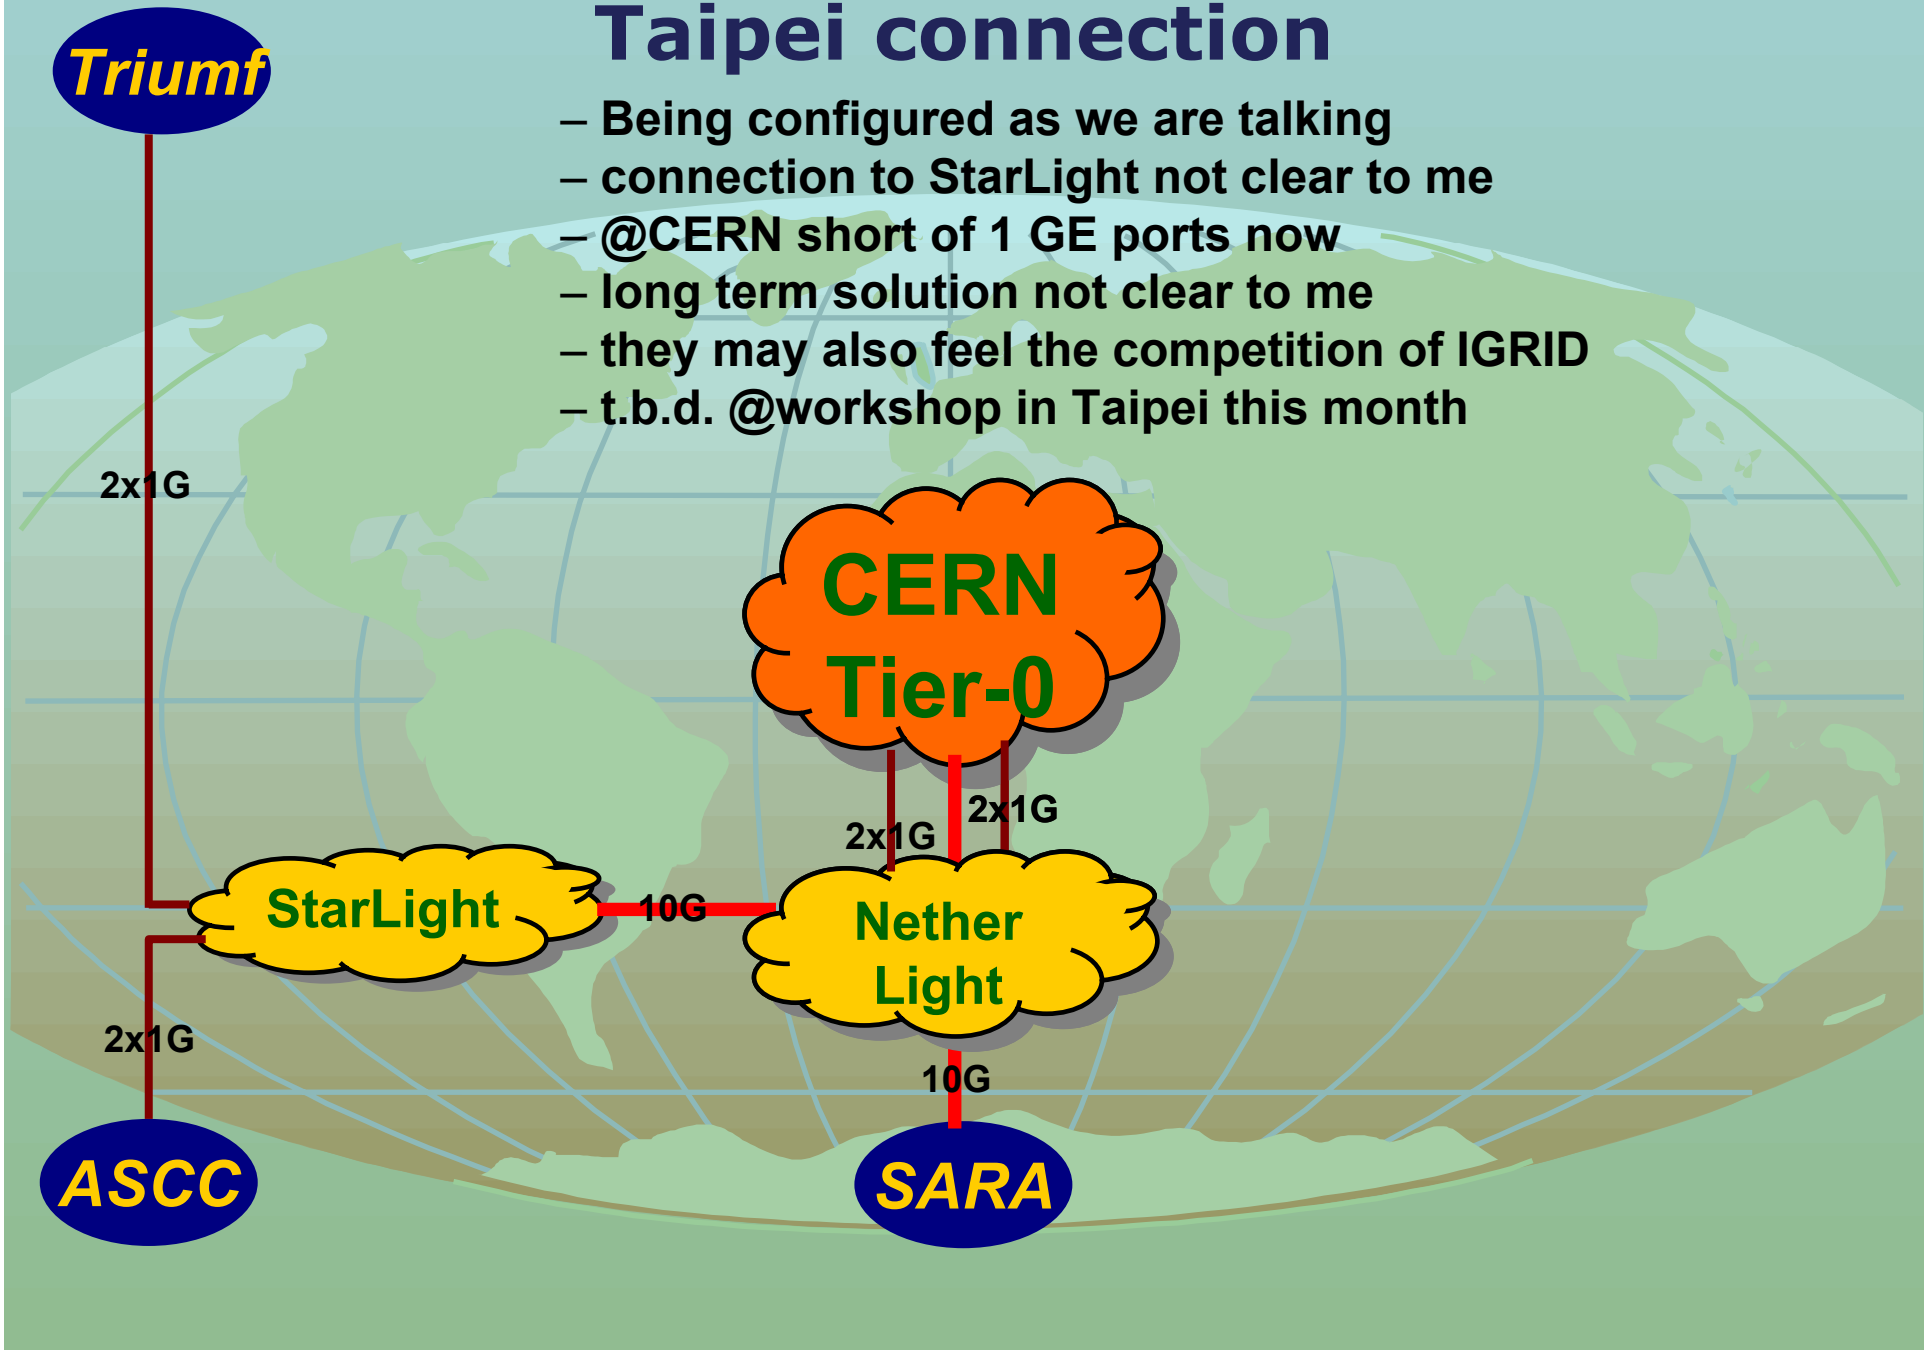 Taipei connection
Triumf
– Being configured as we are talking
– connection to StarLight not clear to me
– @CERN short of 1 GE ports now
– long term solution not clear to me
– they may also feel the competition of IGRID
– t.b.d. @workshop in Taipei this month
2x1G
CERN
Tier-0
2x1G
2x1G
StarLight
10G
Nether
Light
2x1G
10G
ASCC
SARA